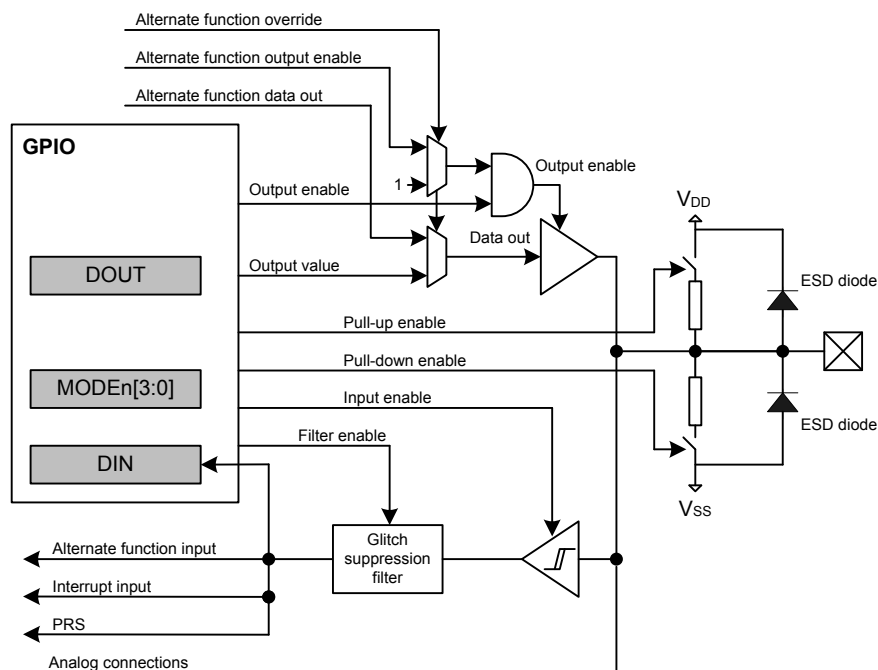 Alternate function override
Alternate function output enable
Alternate function data out
GPIO
1
Output enable
Output enable
VDD
Data out
DOUT
Output value
ESD diode
Pull-up enable
Pull-down enable
MODEn[3:0]
Input enable
ESD diode
Filter enable
DIN
VSS
Glitch
suppression
filter
Alternate function input
Interrupt input
PRS
Analog connections